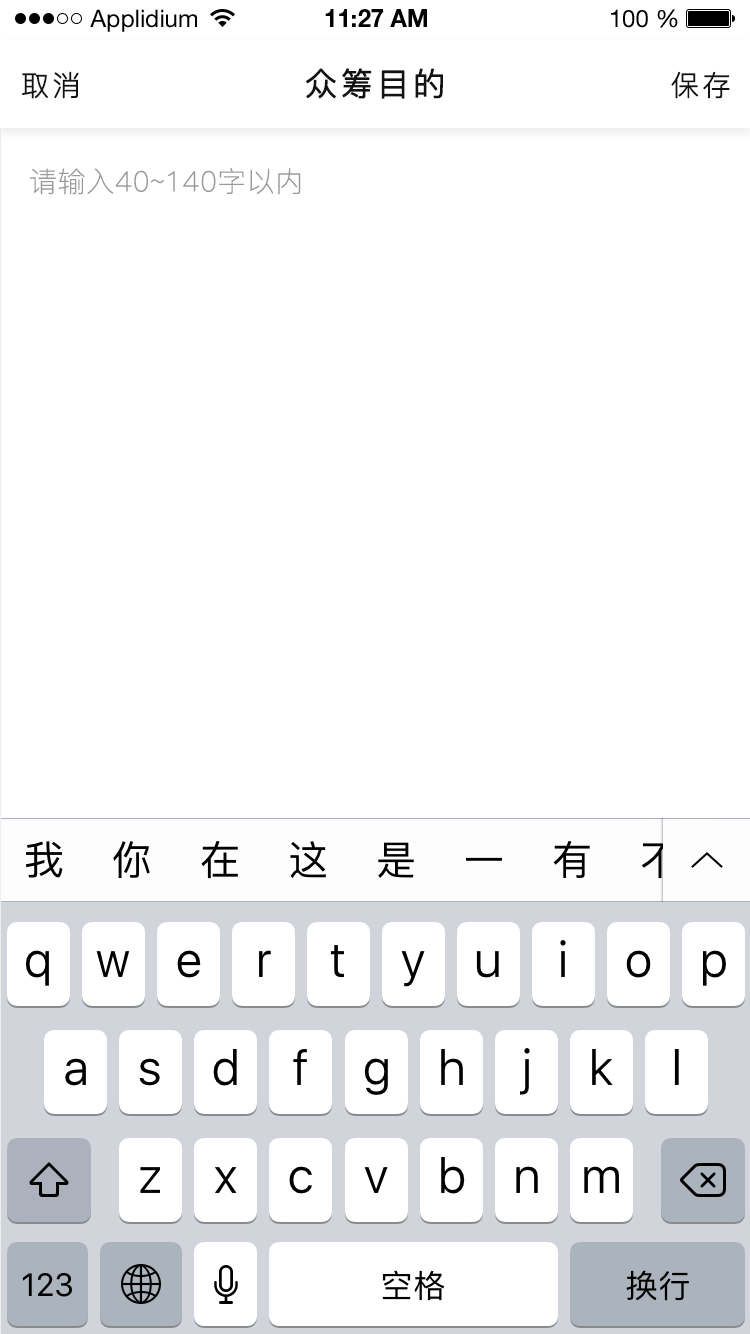 Applidium 11:27 AM 100 %
取消 众筹目的 保存
请输入40~140字以内
我 你 在 这 是 一 有
q w e r t y u i o p
a s d f g h j k l
z x c v b n m
123 空格 换行